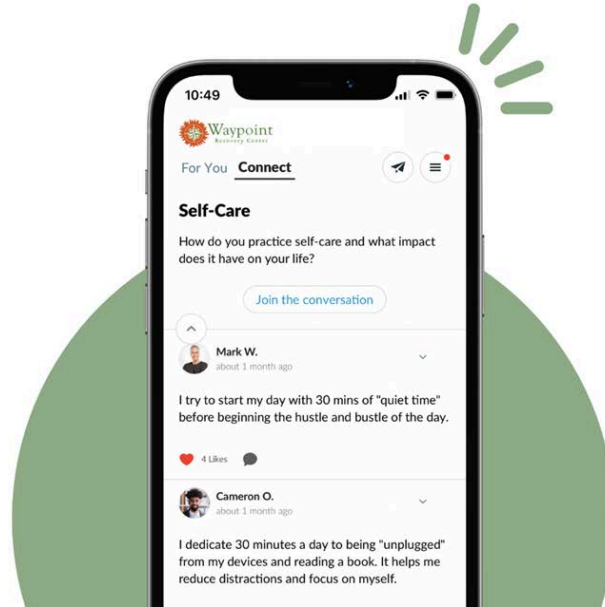 10:49
Waypoint
Recovery Center
For You Connect
Self-Care
How do you practice self-care and what impact
does it have on your life?
Join the conversation
Mark W.
about 1 month ago
I try to start my day with 30 mins of "quiet time"
before beginning the hustle and bustle of the day.
4 Likes
Cameron O.
about 1 month ago
I dedicate 30 minutes a day to being "unplugged"
from my devices and reading a book. It helps me
reduce distractions and focus on myself.